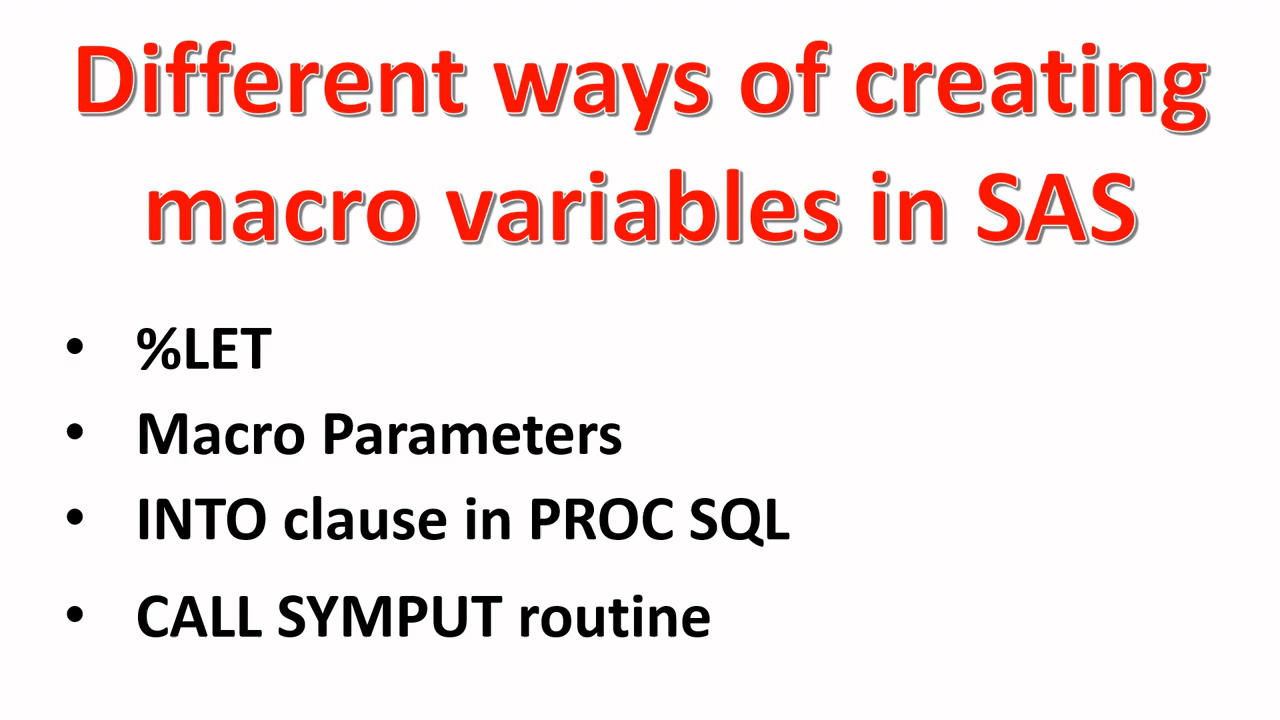 Different ways of creating
macro variables in SAS
• %LET
• Macro Parameters
• INTO clause in PROC SQL
• CALL SYMPUT routine